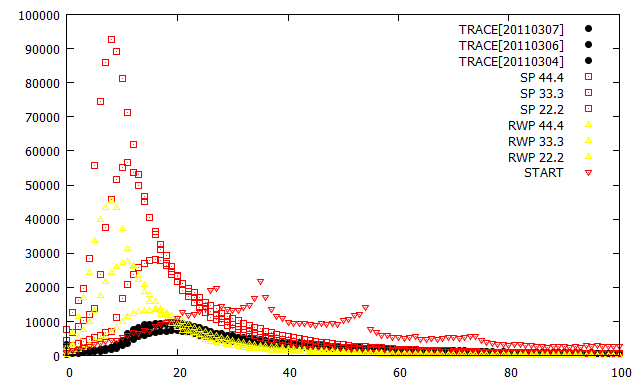 100000
90000
80000
70000
60000
50000
40000
30000
20000
10000
0
TRACE[20110307]
TRACE[20110306]
TRACE[20110304]
SP 44.4
SP 33.3
SP 22.2
RWP 44.4
RWP 33.3
RWP 22.2
START
0 20 40 60 80 100